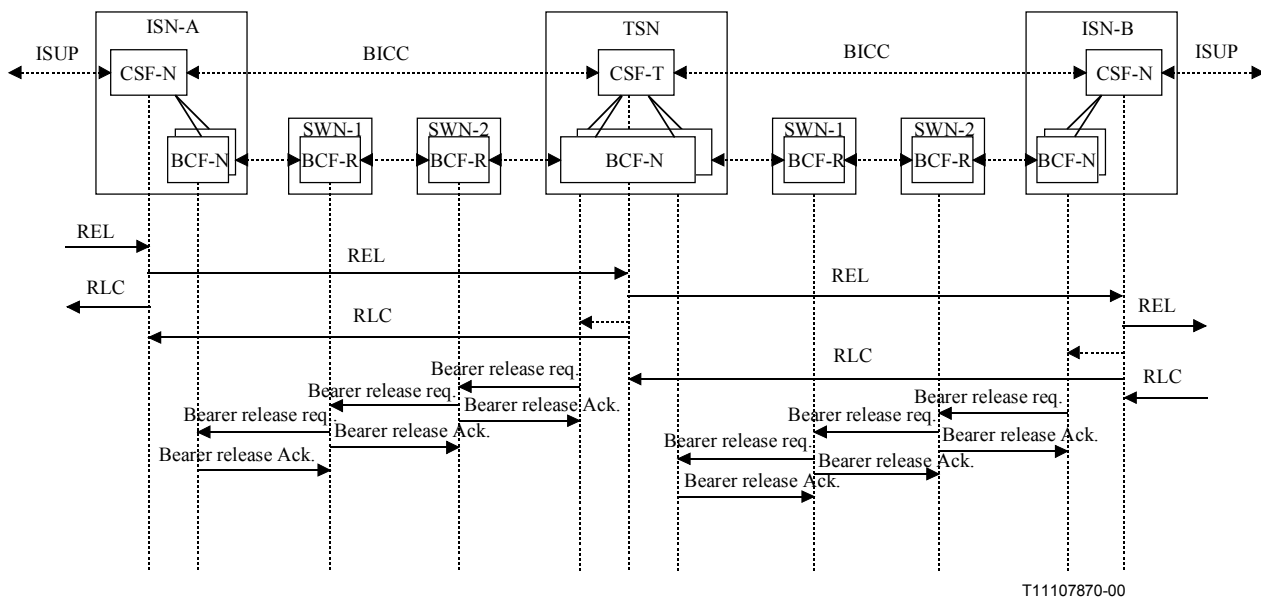 ISN-A
TSN
ISN-B
ISUP
BICC
BICC
ISUP
CSF-N
CSF-T
CSF-N
SWN-1
SWN-2
SWN-1
SWN-2
BCF-N
BCF-R
BCF-R
BCF-N
BCF-R
BCF-R
BCF-N
REL
REL
REL
RLC
REL
RLC
RLC
RLC
Bearer release req.
Bearer release req.
Bearer release req.
Bearer release Ack.
Bearer release req.
Bearer release req.
Bearer release Ack.
Bearer release Ack.
Bearer release req.
Bearer release Ack.
Bearer release Ack.
Bearer release Ack.
T11107870-00